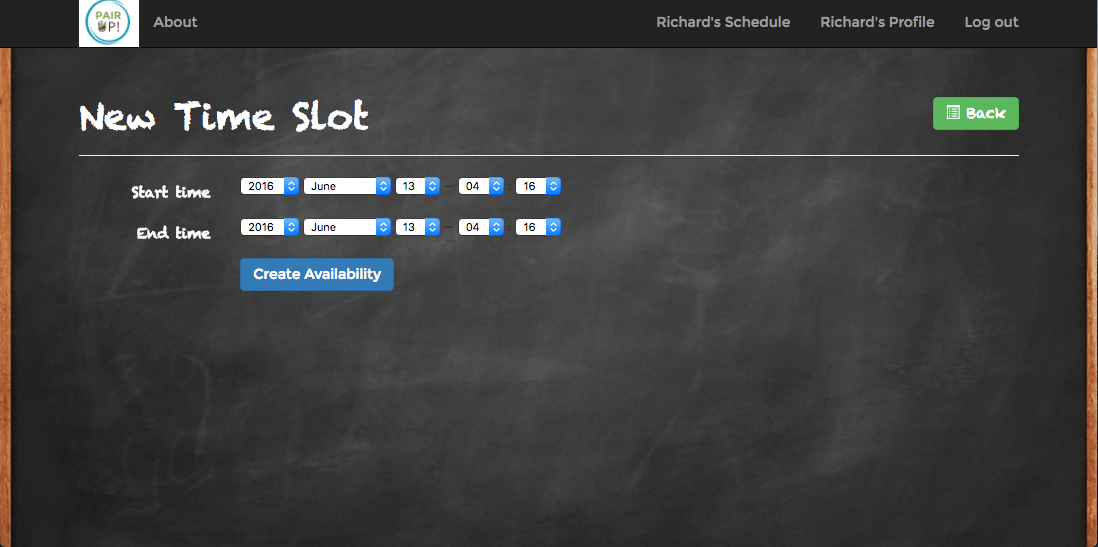 PAIR
UP!
About
Richard's Schedule
Richard's Profile
Log out
New Time Slot
Back
Start time
2016 June 13 — 04 : 16
End time
2016 June 13 — 04 : 16
Create Availability